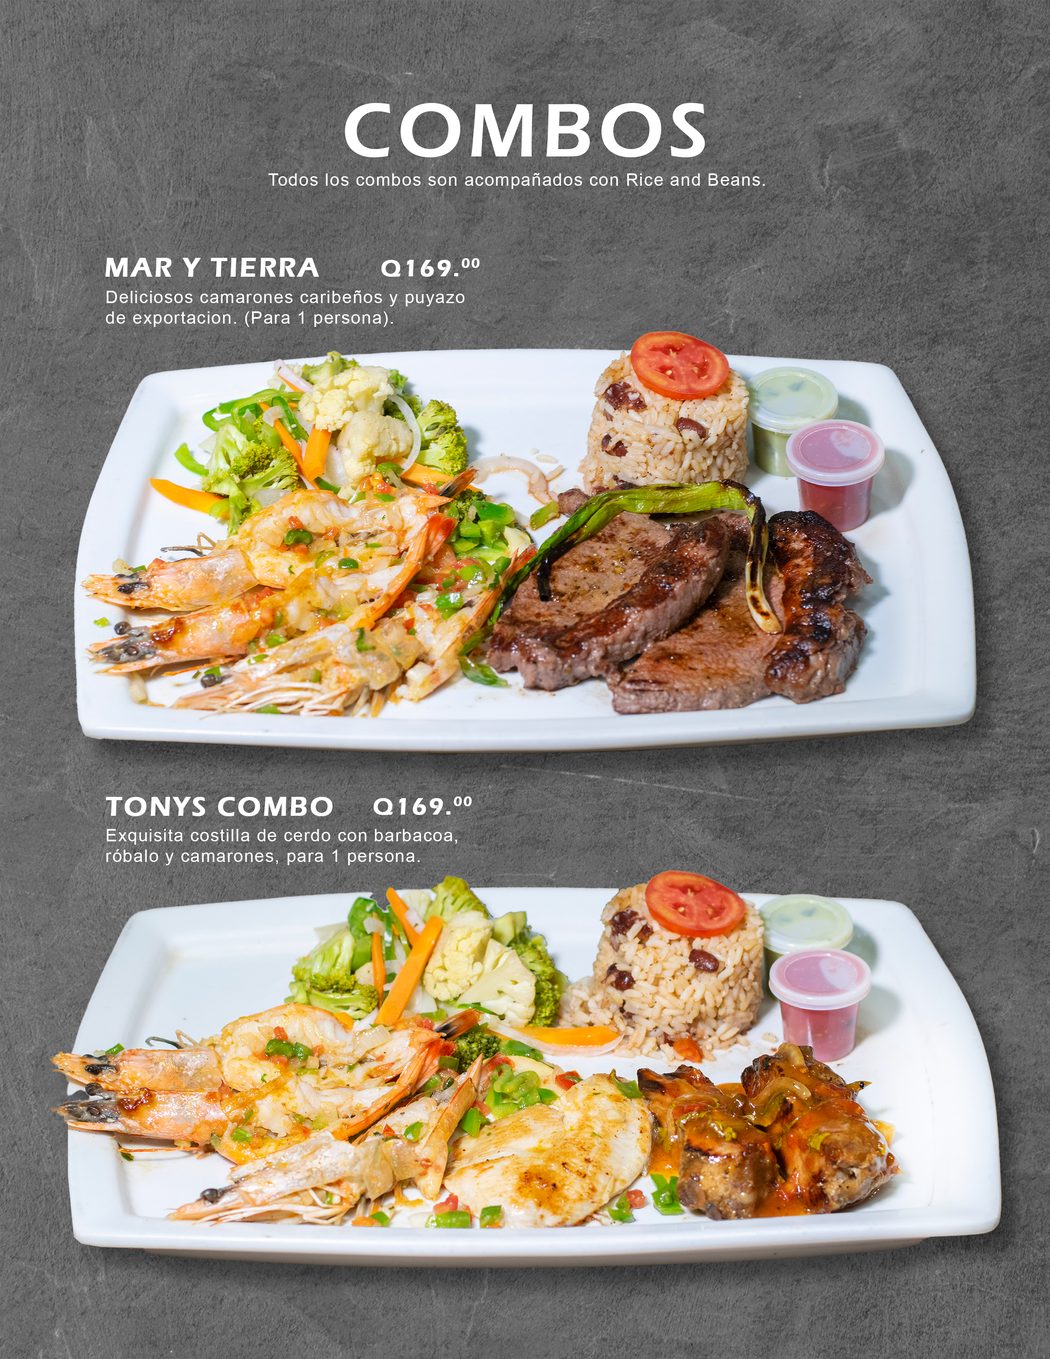 COMBOS
Todos los combos son acompañados con Rice and Beans.
MAR Y TIERRA Q169.⁰⁰
Deliciosos camarones caribeños y puyazo
de exportacion. (Para 1 persona).
TONYS COMBO Q169.⁰⁰
Exquisita costilla de cerdo con barbacoa,
róbalo y camarones, para 1 persona.